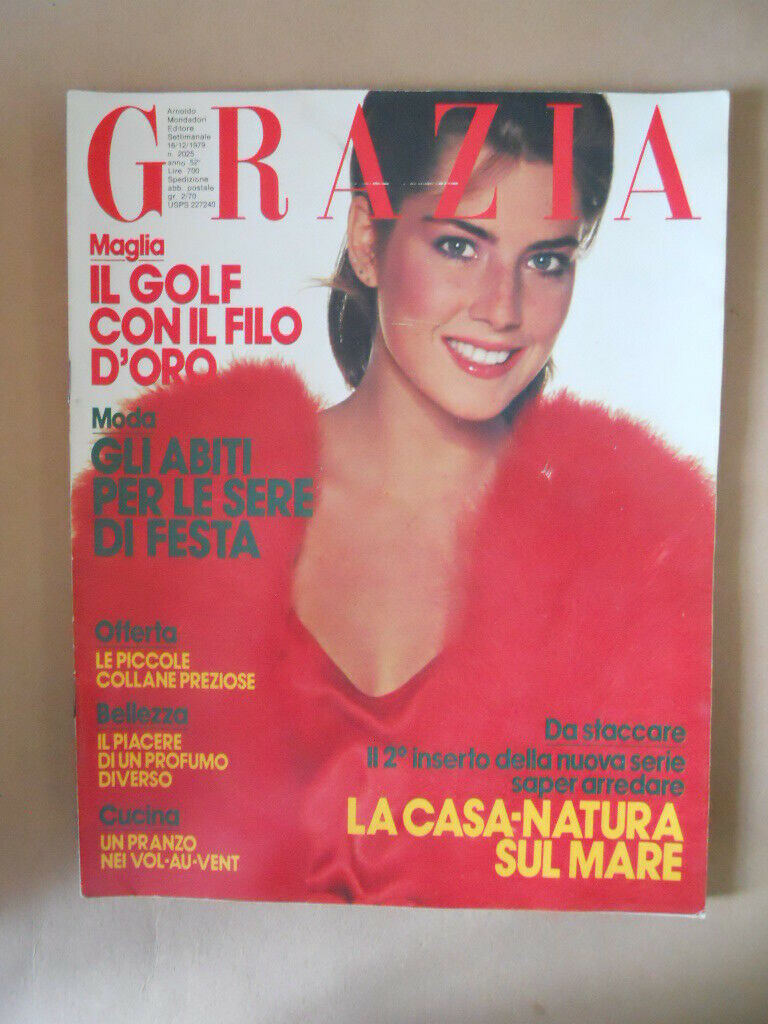 GRAZIA
Arnoldo
Mondadori
Editore
Settimanale
16/12/1979
n. 2025
anno 52°
Lire 700
Spedizione
abb. postale
gr. 2/70
USPS 227240
Maglia
IL GOLF
CON IL FILO
D'ORO
Moda
GLI ABITI
PER LE SERE
DI FESTA
Offerta
LE PICCOLE
COLLANE PREZIOSE
Bellezza
IL PIACERE
DI UN PROFUMO
DIVERSO
Cucina
UN PRANZO
NEI VOL-AU-VENT
Da staccare
Il 2° inserto della nuova serie
saper arredare
LA CASA-NATURA
SUL MARE